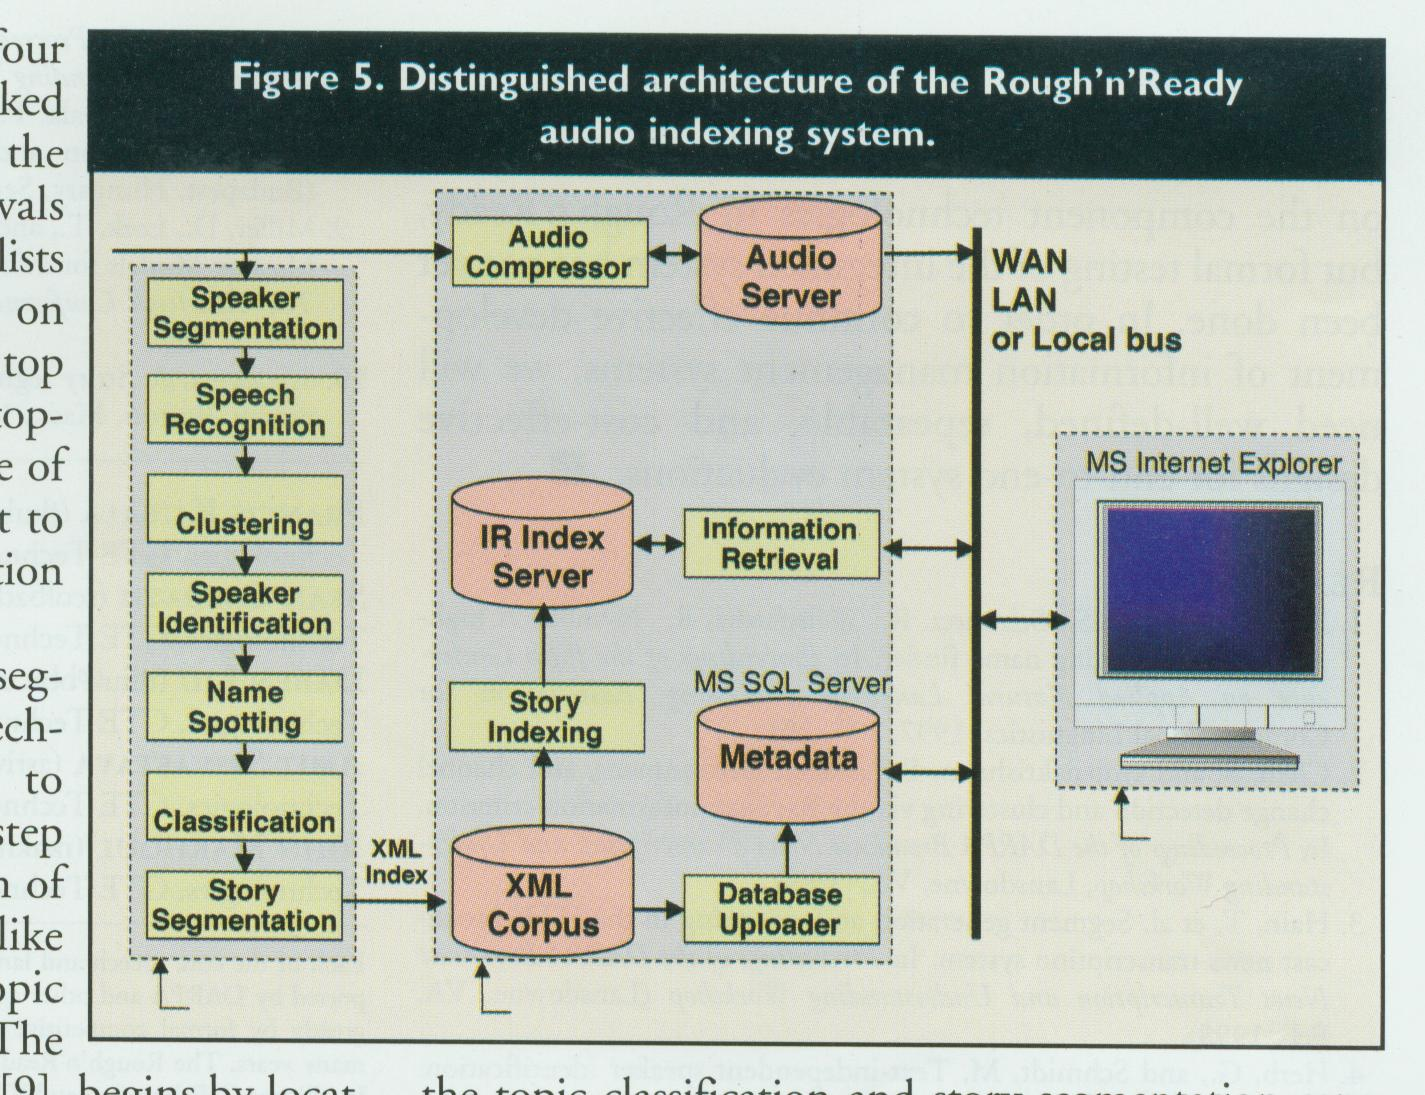 four
ked
the
vals
lists
on
top
top-
e of
t to
tion
seg-
ech-
to
step
n of
like
opic
The
[9], begins by locat-
the topic classification and story segmentation
Figure 5. Distinguished architecture of the Rough'n'Ready
audio indexing system.
Audio
Compressor
Audio
Server
WAN
LAN
or Local bus
Speaker
Segmentation
Speech
Recognition
Clustering
Speaker
Identification
Name
Spotting
Classification
Story
Segmentation
XML
Index
IR Index
Server
Information
Retrieval
Story
Indexing
MS SQL Server
Metadata
XML
Corpus
Database
Uploader
MS Internet Explorer